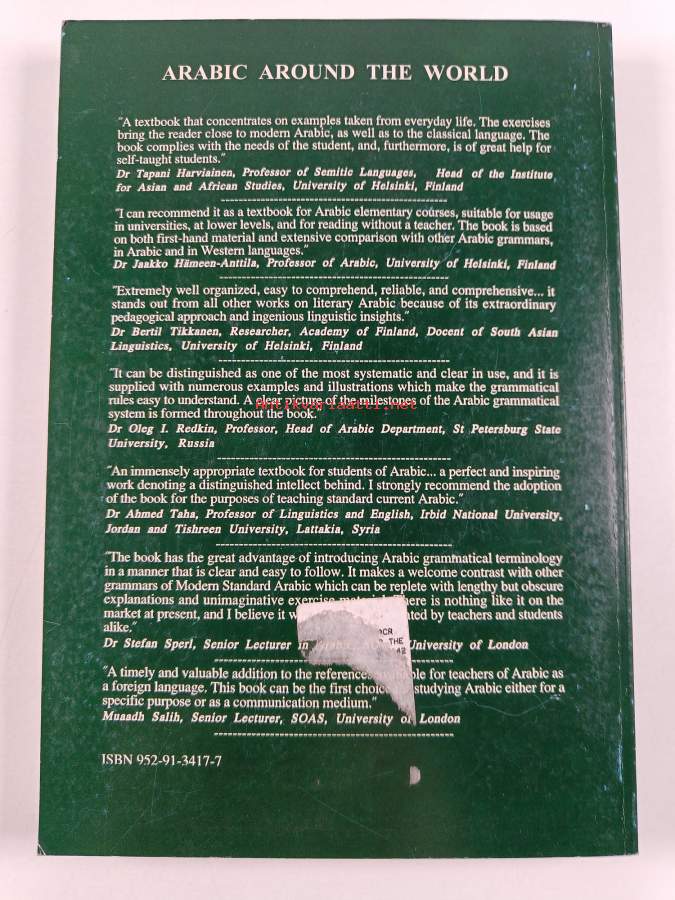 ARABIC AROUND THE WORLD
"A textbook that concentrates on examples taken from everyday life. The exercises
bring the reader close to modern Arabic, as well as to the classical language. The
book complies with the needs of the student, and, furthermore, is of great help for
self-taught students."
Dr Tapani Harviainen, Professor of Semitic Languages, Head of the Institute
for Asian and African Studies, University of Helsinki, Finland
"I can recommend it as a textbook for Arabic elementary courses, suitable for usage
in universities, at lower levels, and for reading without a teacher. The book is based
on both first-hand material and extensive comparison with other Arabic grammars,
in Arabic and in Western languages."
Dr Jaakko Hämeen-Anttila, Professor of Arabic, University of Helsinki, Finland
"Extremely well organized, easy to comprehend, reliable, and comprehensive... it
stands out from all other works on literary Arabic because of its extraordinary
pedagogical approach and ingenious linguistic insights."
Dr Bertil Tikkanen, Researcher, Academy of Finland, Docent of South Asian
Linguistics, University of Helsinki, Finland
"It can be distinguished as one of the most systematic and clear in use, and it is
supplied with numerous examples and illustrations which make the grammatical
rules easy to understand. A clear picture of the milestones of the Arabic grammatical
Antikvariaatti.net
system is formed throughout the book."
Dr Oleg I. Redkin, Professor, Head of Arabic Department, St Petersburg State
University, Russia
"An immensely appropriate textbook for students of Arabic... a perfect and inspiring
work denoting a distinguished intellect behind. I strongly recommend the adoption
of the book for the purposes of teaching standard current Arabic."
Dr Ahmed Taha, Professor of Linguistics and English, Irbid National University,
Jordan and Tishreen University, Lattakia, Syria
"The book has the great advantage of introducing Arabic grammatical terminology
in a manner that is clear and easy to follow. It makes a welcome contrast with other
grammars of Modern Standard Arabic which can be replete with lengthy but obscure
explanations and unimaginative exercise There is nothing like it on the
market at present, and I believe it by teachers and students
alike."
Dr Stefan Sperl, Senior Lecturer in University of London
THE
42
"A timely and valuable addition to the references for teachers of Arabic as
a foreign language. This book can be the first choice studying Arabic either for a
specific purpose or as a communication medium."
Muaadh Salih, Senior Lecturer, SOAS, University of London
ISBN 952-91-3417-7